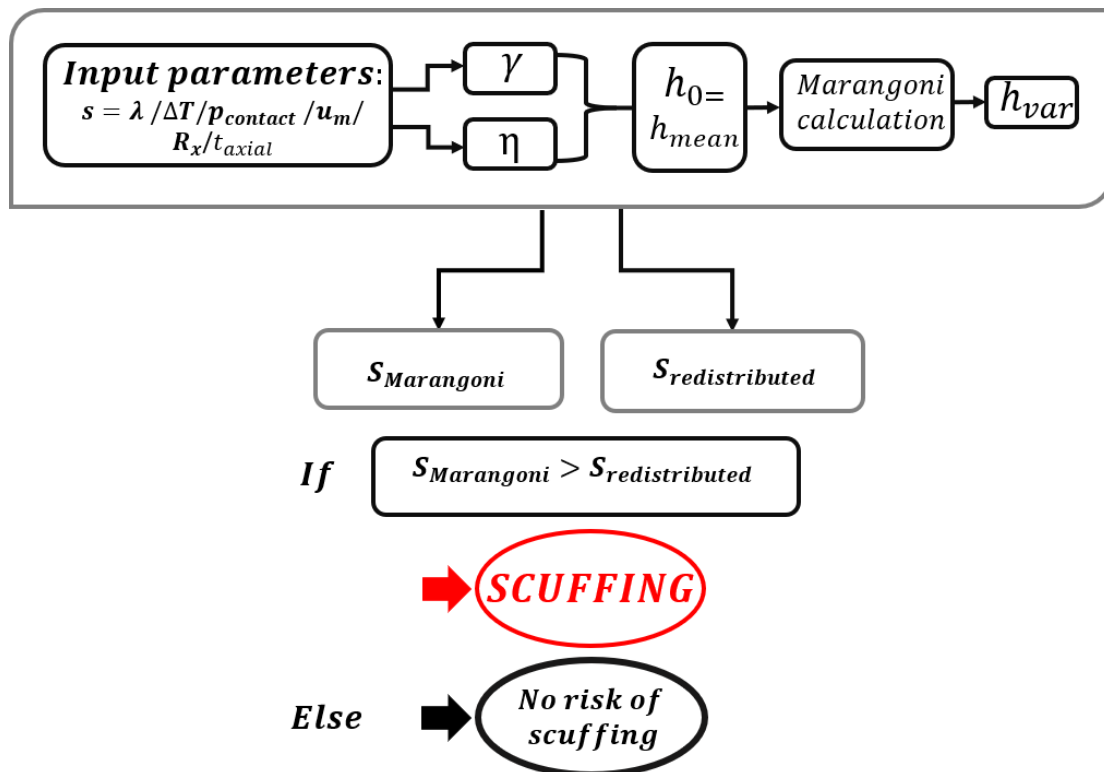 Input parameters:
s = λ /ΔT/p_contact /u_m/
R_x/t_axial
γ
η
h_0=
h_mean
Marangoni
calculation
h_var
S_Marangoni
S_redistributed
If
S_Marangoni > S_redistributed
SCUFFING
Else
No risk of
scuffing